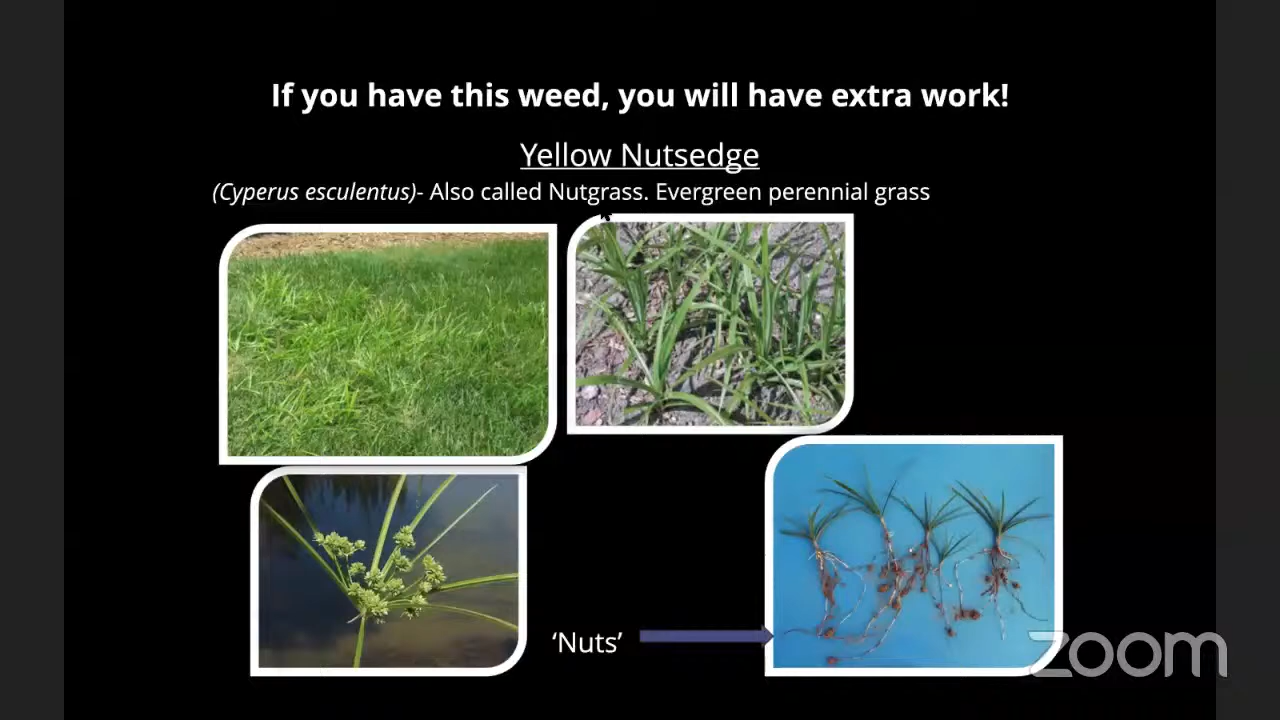 If you have this weed, you will have extra work!
Yellow Nutsedge
(Cyperus esculentus)- Also called Nutgrass. Evergreen perennial grass
‘Nuts’
zoom